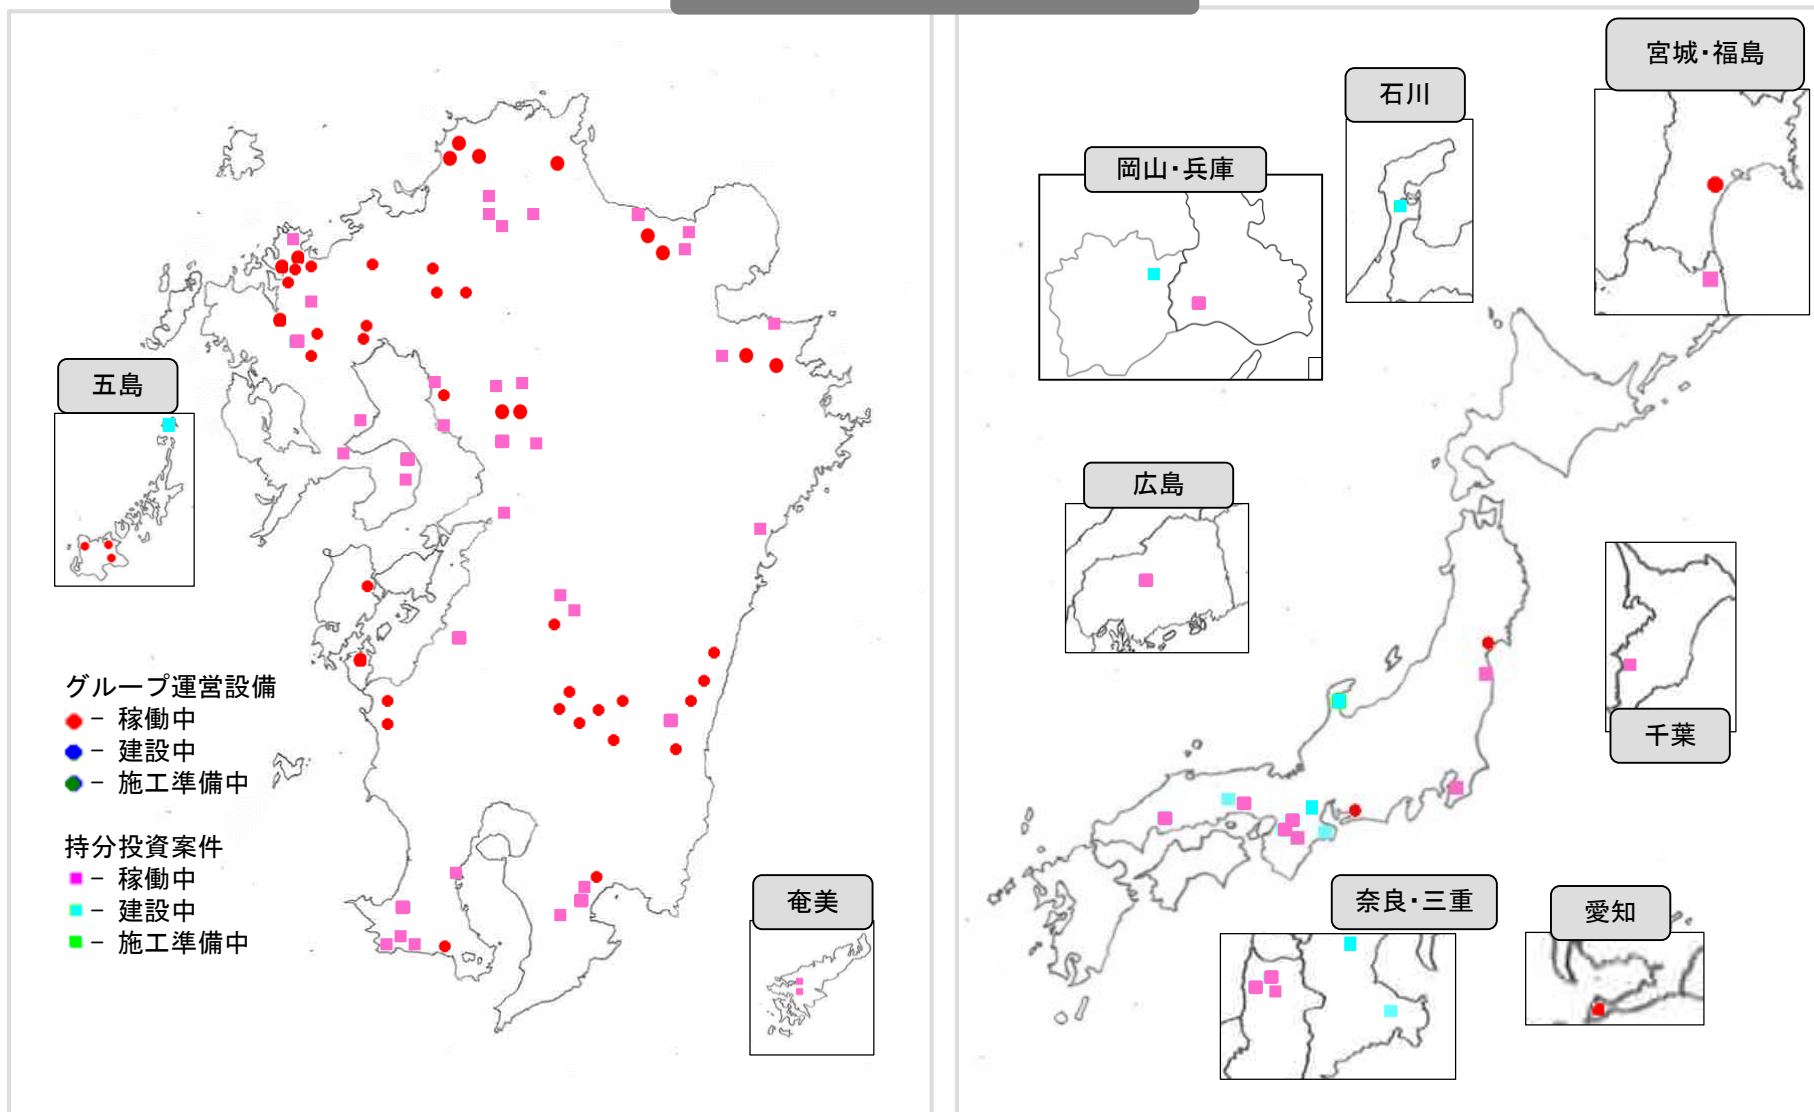 五島
グループ運営設備
- 稼働中
- 建設中
- 施工準備中
持分投資案件
- 稼働中
- 建設中
- 施工準備中
奄美
宮城・福島
石川
岡山・兵庫
広島
千葉
奈良・三重
愛知